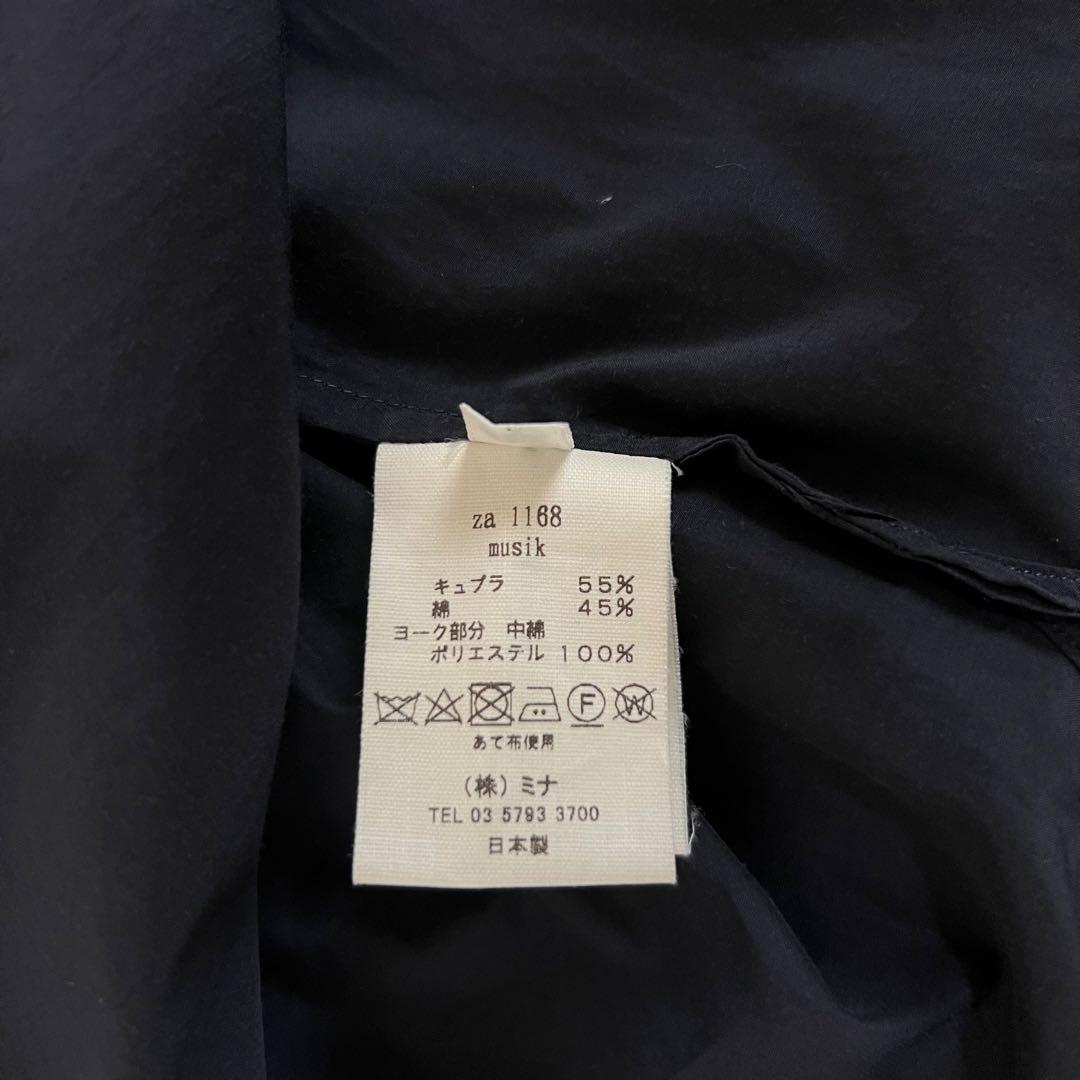 za 1168
musik
キュプラ 55%
綿 45%
ヨーク部分 中綿
ポリエステル 100%
F W
あて布使用
(株)ミナ
TEL 03 5793 3700
日本製